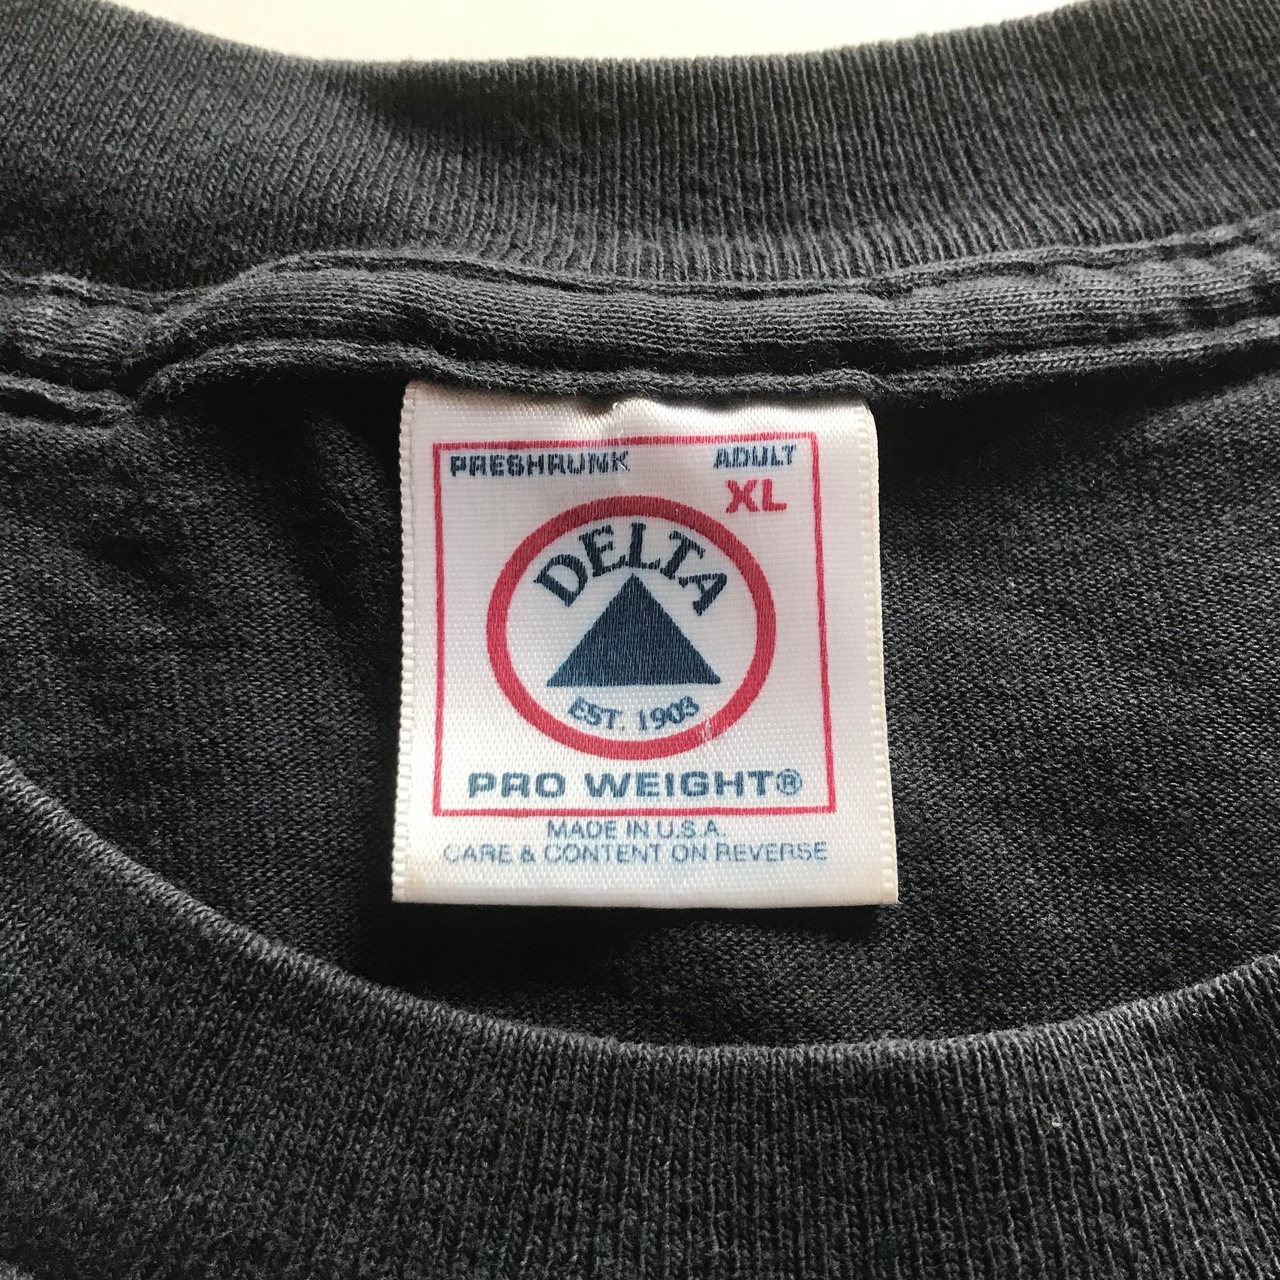 PRESHRUNK ADULT
XL
DELTA
EST. 1903
PRO WEIGHT®
MADE IN U.S.A.
CARE & CONTENT ON REVERSE